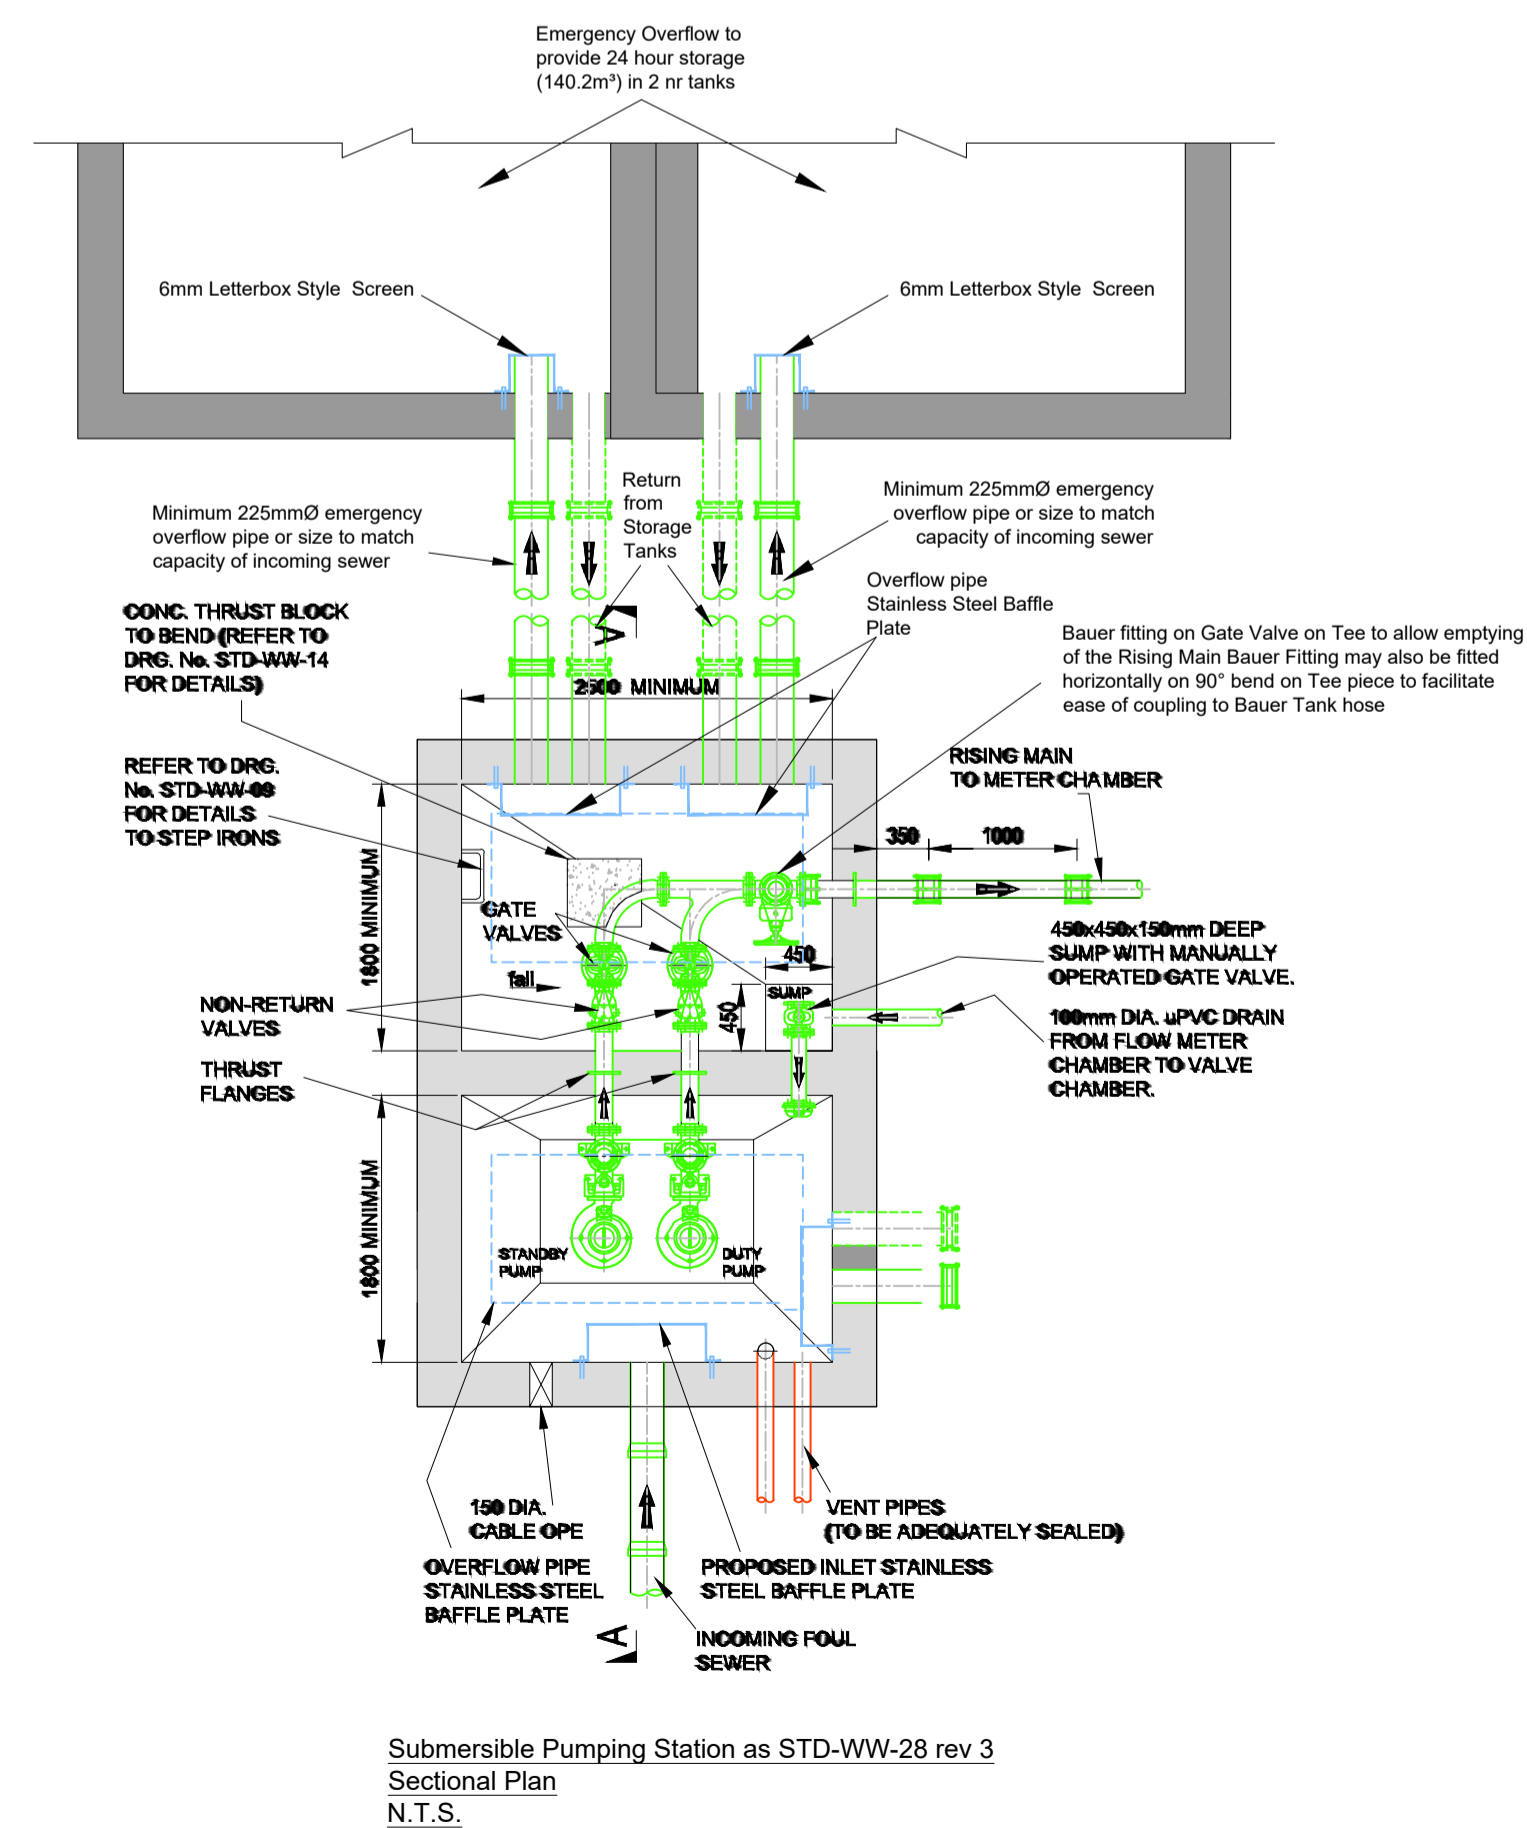 Emergency Overflow to
provide 24 hour storage
(140.2m³) in 2 nr tanks
6mm Letterbox Style Screen
6mm Letterbox Style Screen
Minimum 225mmØ emergency
overflow pipe or size to match
capacity of incoming sewer
Return
from
Storage
Tanks
Minimum 225mmØ emergency
overflow pipe or size to match
capacity of incoming sewer
Overflow pipe
Stainless Steel Baffle
Plate
CONC. THRUST BLOCK
TO BEND (REFER TO
DRG. No. STD-WW-14
FOR DETAILS)
A
2500 MINIMUM
Bauer fitting on Gate Valve on Tee to allow emptying
of the Rising Main Bauer Fitting may also be fitted
horizontally on 90° bend on Tee piece to facilitate
ease of coupling to Bauer Tank hose
REFER TO DRG.
No. STD-WW-09
FOR DETAILS
TO STEP IRONS
RISING MAIN
TO METER CHAMBER
350
1000
1800 MINIMUM
GATE
VALVES
fall
450
SUMP
450
450x450x150mm DEEP
SUMP WITH MANUALLY
OPERATED GATE VALVE.
NON-RETURN
VALVES
100mm DIA. uPVC DRAIN
FROM FLOW METER
CHAMBER TO VALVE
CHAMBER.
THRUST
FLANGES
1800 MINIMUM
STANDBY
PUMP
DUTY
PUMP
150 DIA.
CABLE OPE
VENT PIPES
(TO BE ADEQUATELY SEALED)
OVERFLOW PIPE
STAINLESS STEEL
BAFFLE PLATE
PROPOSED INLET STAINLESS
STEEL BAFFLE PLATE
A
INCOMING FOUL
SEWER
Submersible Pumping Station as STD-WW-28 rev 3
Sectional Plan
N.T.S.